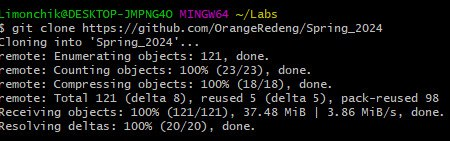 Limonchik@DESKTOP-JMPNG4O MINGW64 ~/Labs
$ git clone https://github.com/OrangeRedeng/Spring_2024
Cloning into 'Spring_2024'...
remote: Enumerating objects: 121, done.
remote: Counting objects: 100% (23/23), done.
remote: Compressing objects: 100% (18/18), done.
remote: Total 121 (delta 8), reused 5 (delta 5), pack-reused 98
Receiving objects: 100% (121/121), 37.48 MiB | 3.86 MiB/s, done.
Resolving deltas: 100% (20/20), done.